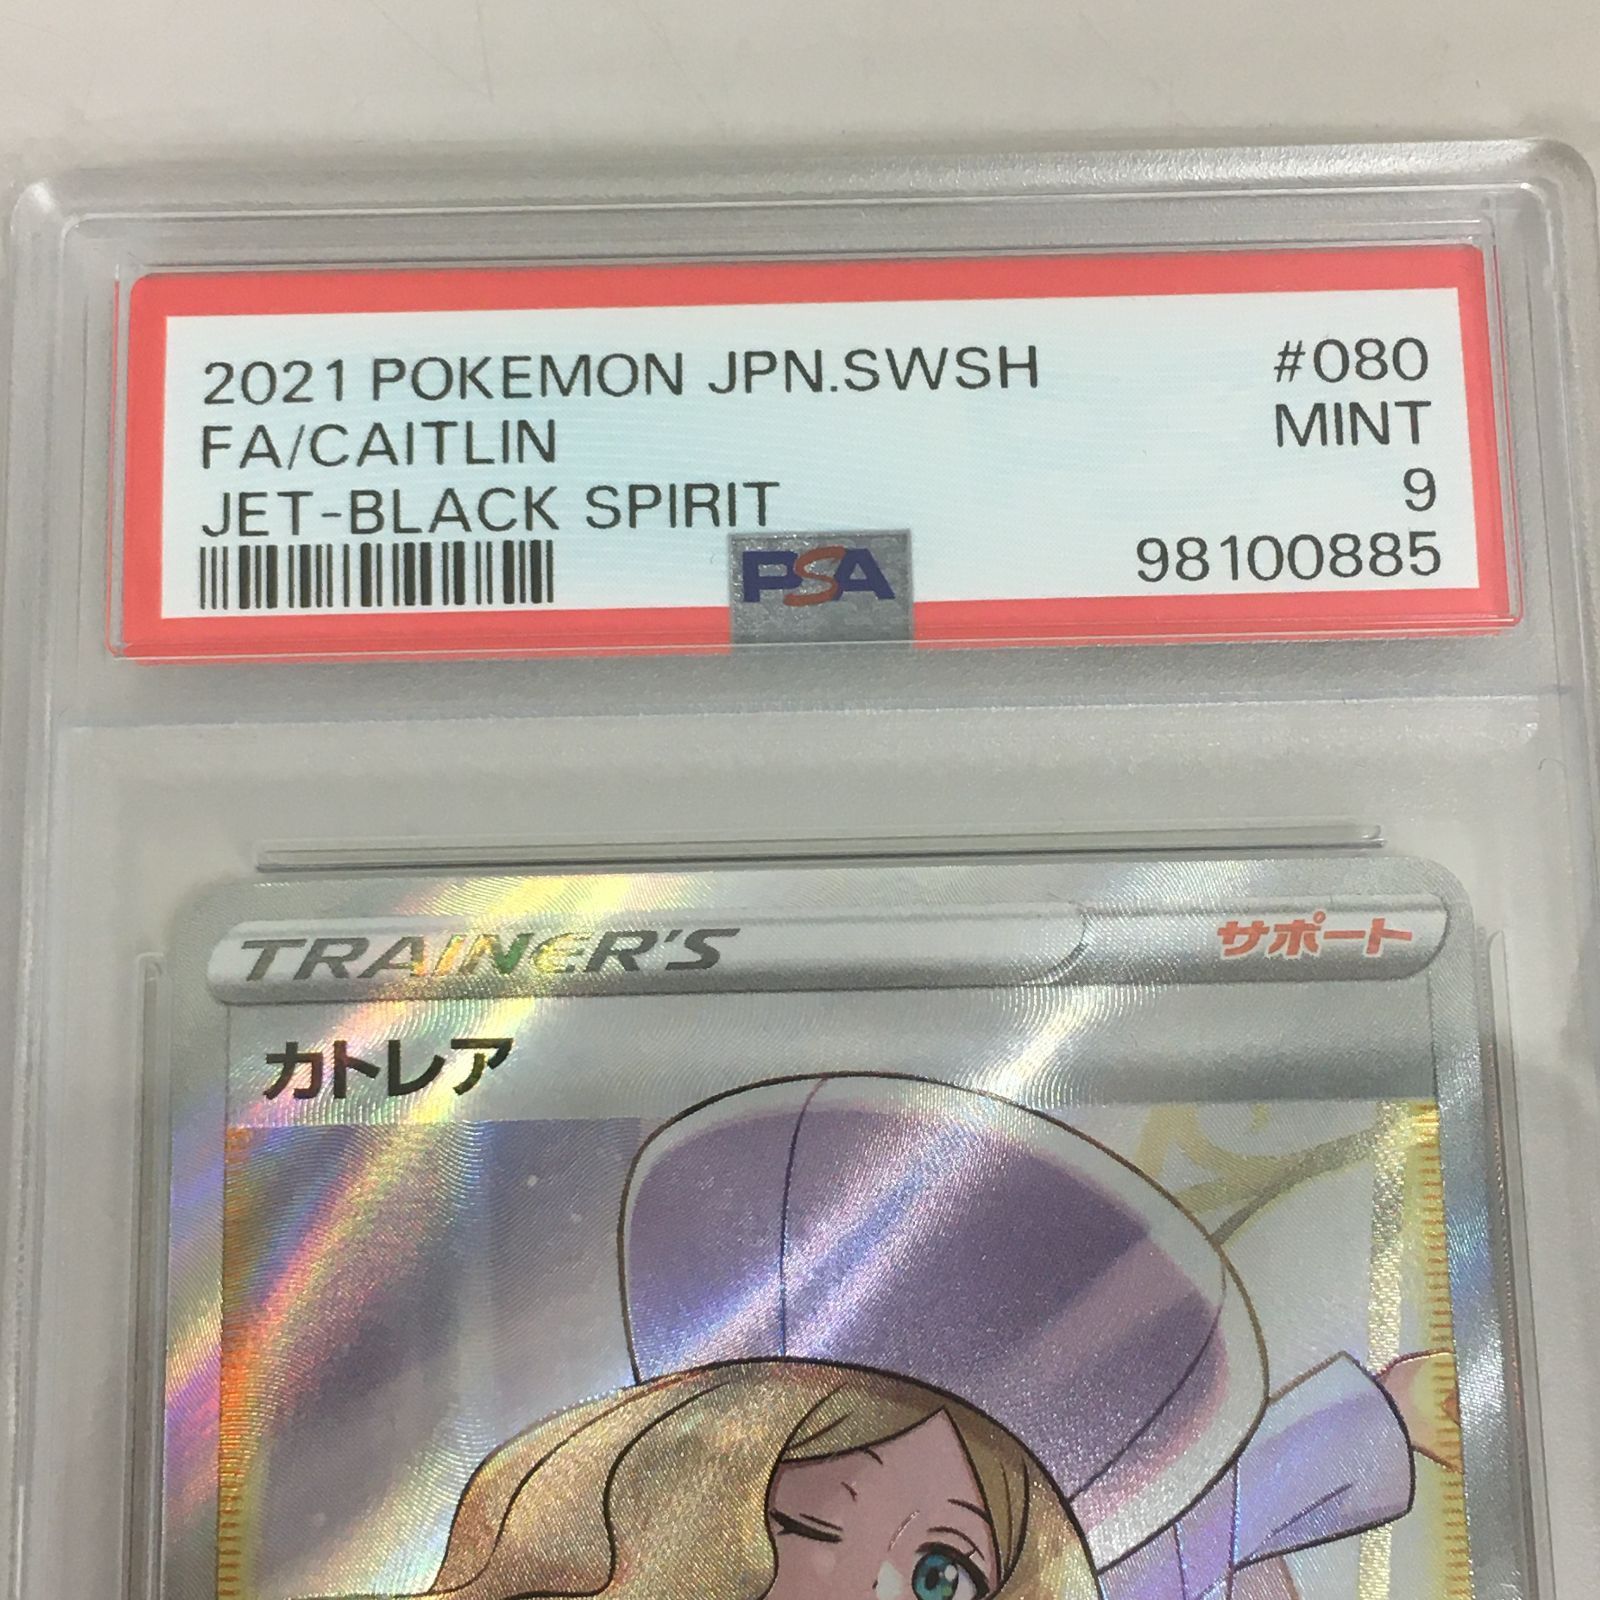 2021 POKEMON JPN.SWSH #080
FA/CAITLIN MINT
JET-BLACK SPIRIT 9
PSA 98100885
TRAINER'S サポート
カトレア